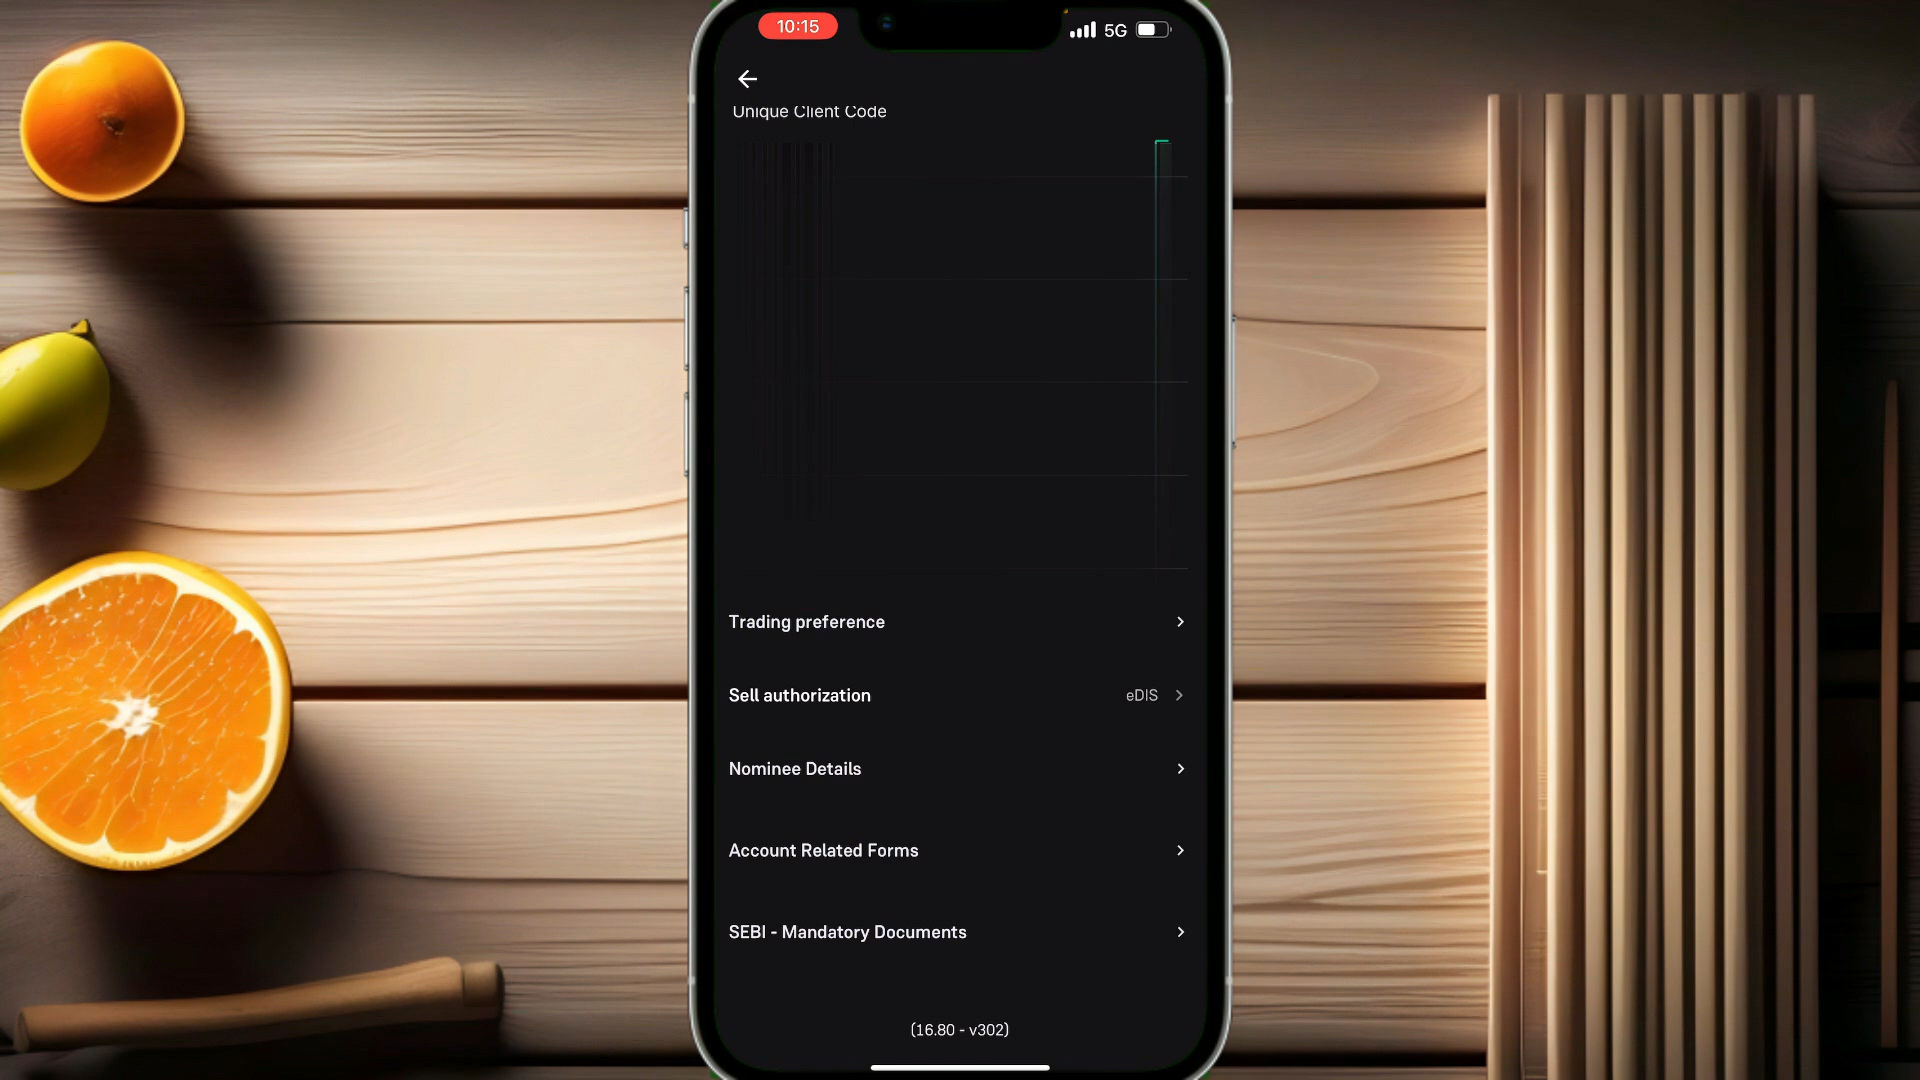 10:15
5G
Unique Client Code
Trading preference
Sell authorization
eDIS
Nominee Details
Account Related Forms
SEBI - Mandatory Documents
(16.80 - v302)